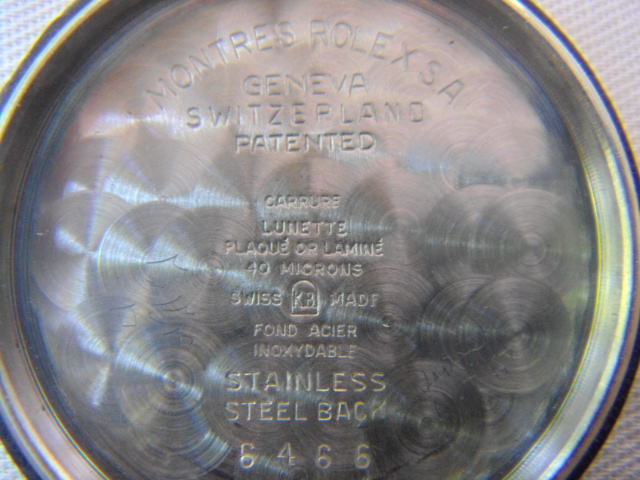 MONTRES ROLEX S A
GENEVA
SWITZERLAND
PATENTED
CARRURE
LUNETTE
PLAQUÉ OR LAMINÉ
40 MICRONS
SWISS KB MADE
FOND ACIER
INOXYDABLE
STAINLESS
STEEL BACK
6466